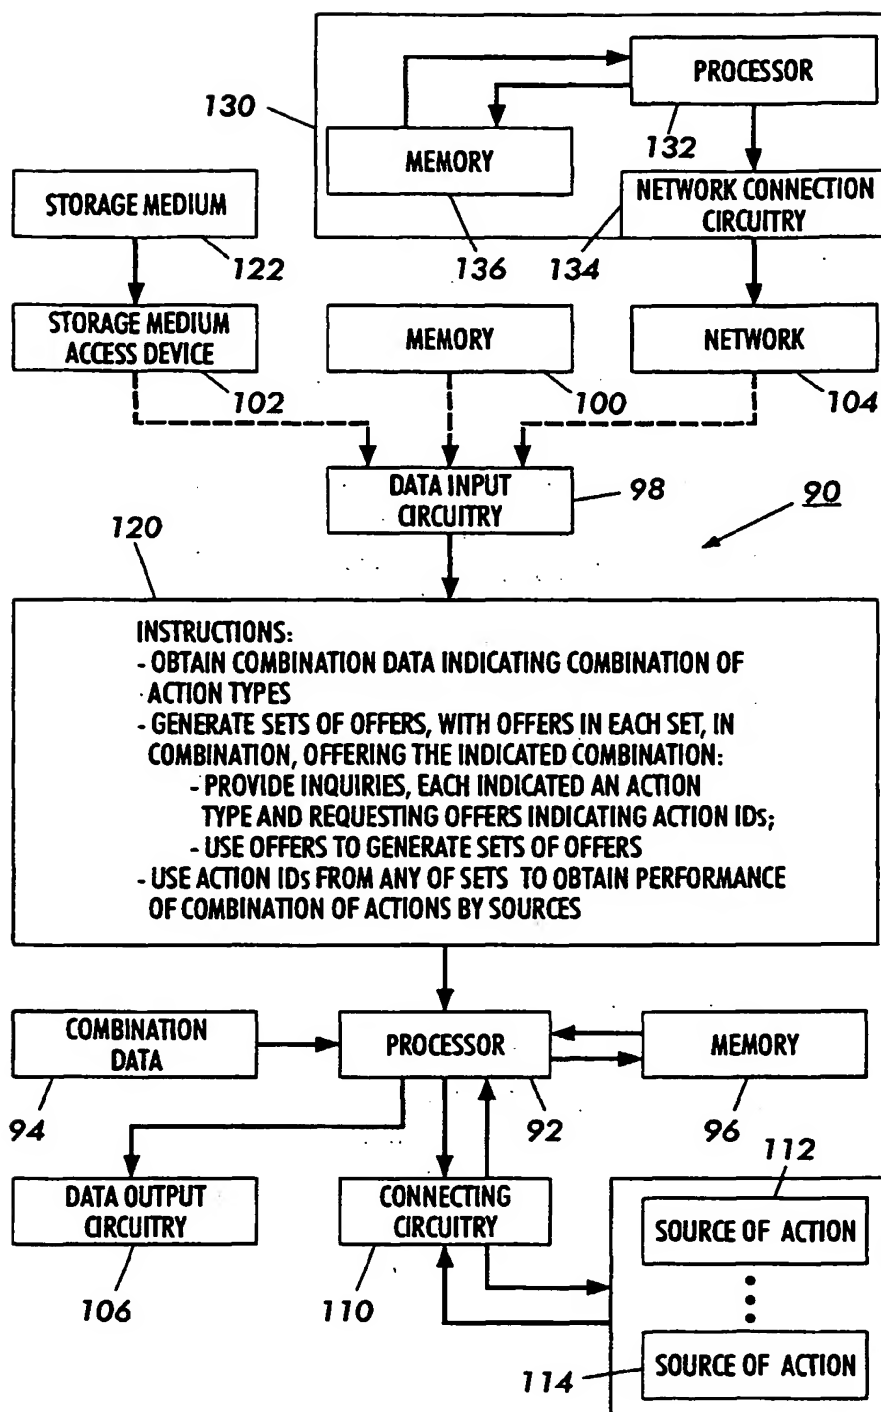 PROCESSOR
130
132
MEMORY
STORAGE MEDIUM
NETWORK CONNECTION
CIRCUITRY
122
136
134
STORAGE MEDIUM
ACCESS DEVICE
MEMORY
NETWORK
102
100
104
DATA INPUT
CIRCUITRY
98
90
120
INSTRUCTIONS:
- OBTAIN COMBINATION DATA INDICATING COMBINATION OF
ACTION TYPES
- GENERATE SETS OF OFFERS, WITH OFFERS IN EACH SET, IN
COMBINATION, OFFERING THE INDICATED COMBINATION:
- PROVIDE INQUIRIES, EACH INDICATED AN ACTION
TYPE AND REQUESTING OFFERS INDICATING ACTION IDs;
- USE OFFERS TO GENERATE SETS OF OFFERS
- USE ACTION IDs FROM ANY OF SETS TO OBTAIN PERFORMANCE
OF COMBINATION OF ACTIONS BY SOURCES
COMBINATION
DATA
PROCESSOR
MEMORY
94
92
96
112
DATA OUTPUT
CIRCUITRY
CONNECTING
CIRCUITRY
SOURCE OF ACTION
106
110
SOURCE OF ACTION
114